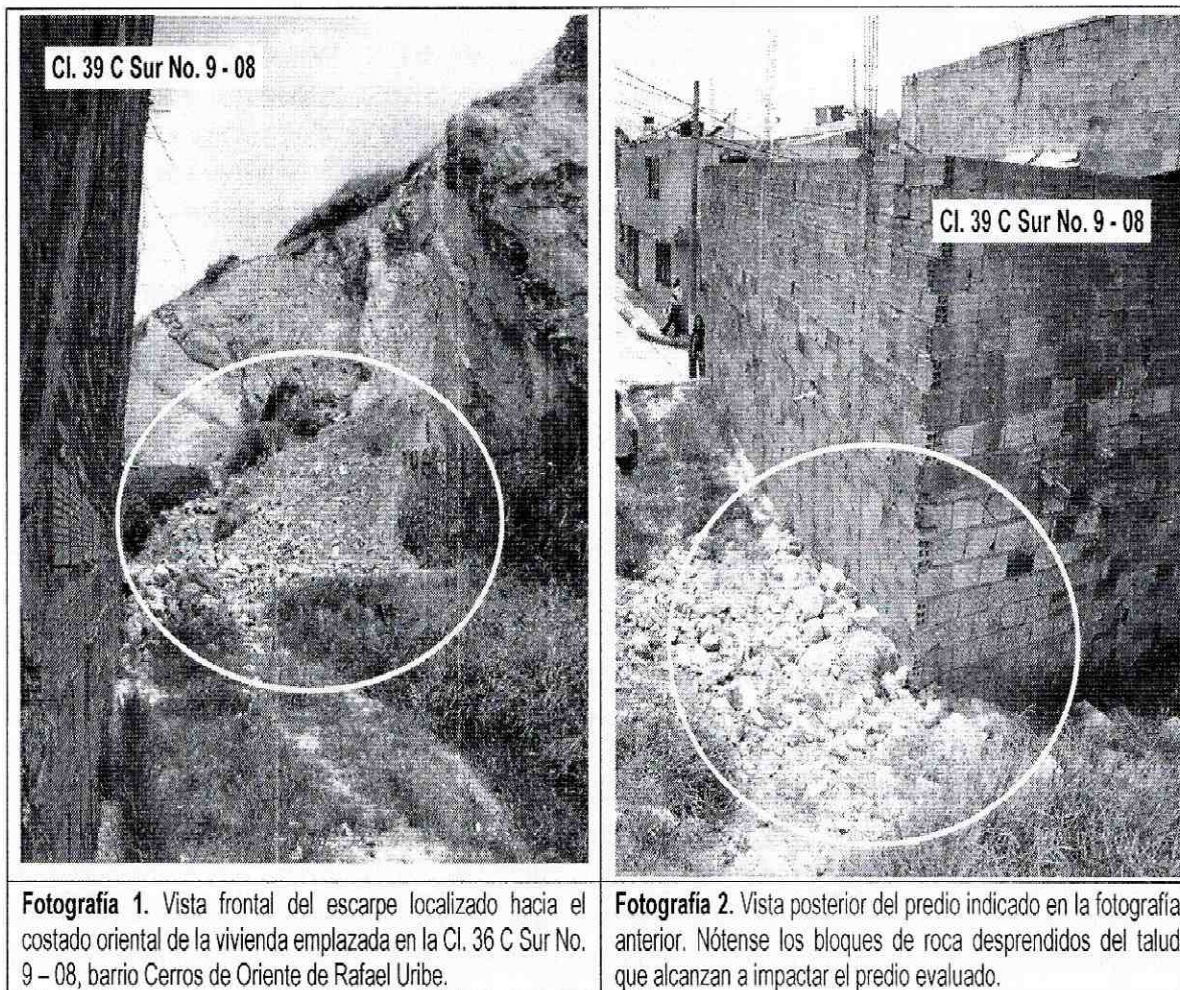 Cl. 39 C Sur No. 9 - 08
Cl. 39 C Sur No. 9 - 08
Fotografía 1. Vista frontal del escarpe localizado hacia el
costado oriental de la vivienda emplazada en la Cl. 36 C Sur No.
9 – 08, barrio Cerros de Oriente de Rafael Uribe.
Fotografía 2. Vista posterior del predio indicado en la fotografía
anterior. Nótense los bloques de roca desprendidos del talud
que alcanzan a impactar el predio evaluado.